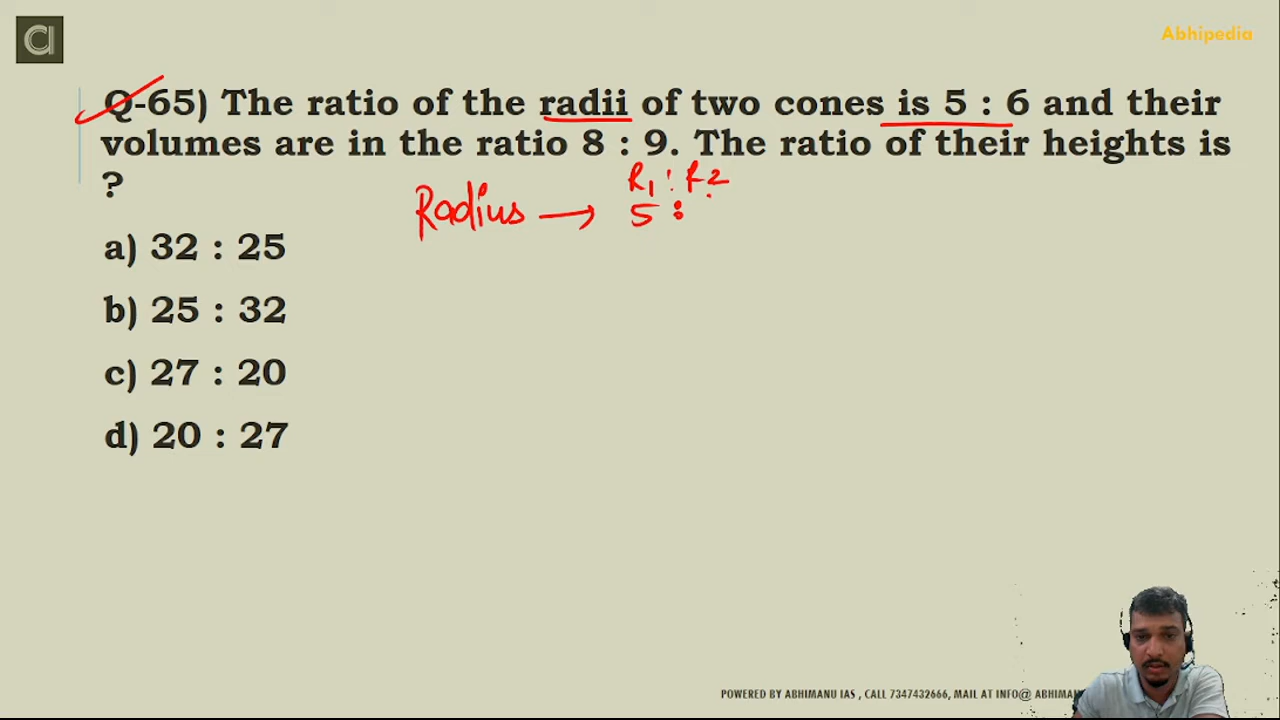 CI
Abhipedia
Q-65) The ratio of the radii of two cones is 5 : 6 and their
volumes are in the ratio 8 : 9. The ratio of their heights is
?
R1 : R2
Radius → 5 :
a) 32 : 25
b) 25 : 32
c) 27 : 20
d) 20 : 27
POWERED BY ABHIMANU IAS , CALL 7347432666, MAIL AT INFO@ ABHIMA